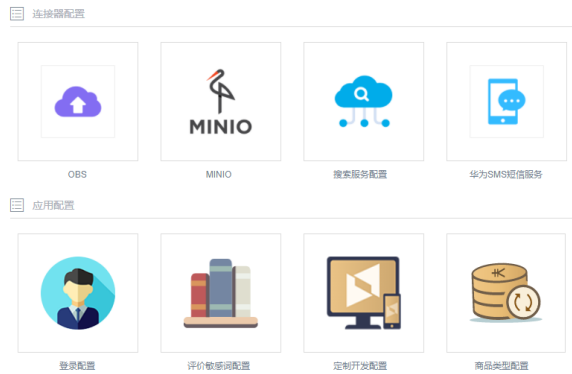 连接器配置
MINIO
OBS
MINIO
搜索服务配置
华为SMS短信服务
应用配置
登录配置
评价敏感词配置
定制开发配置
商品类型配置